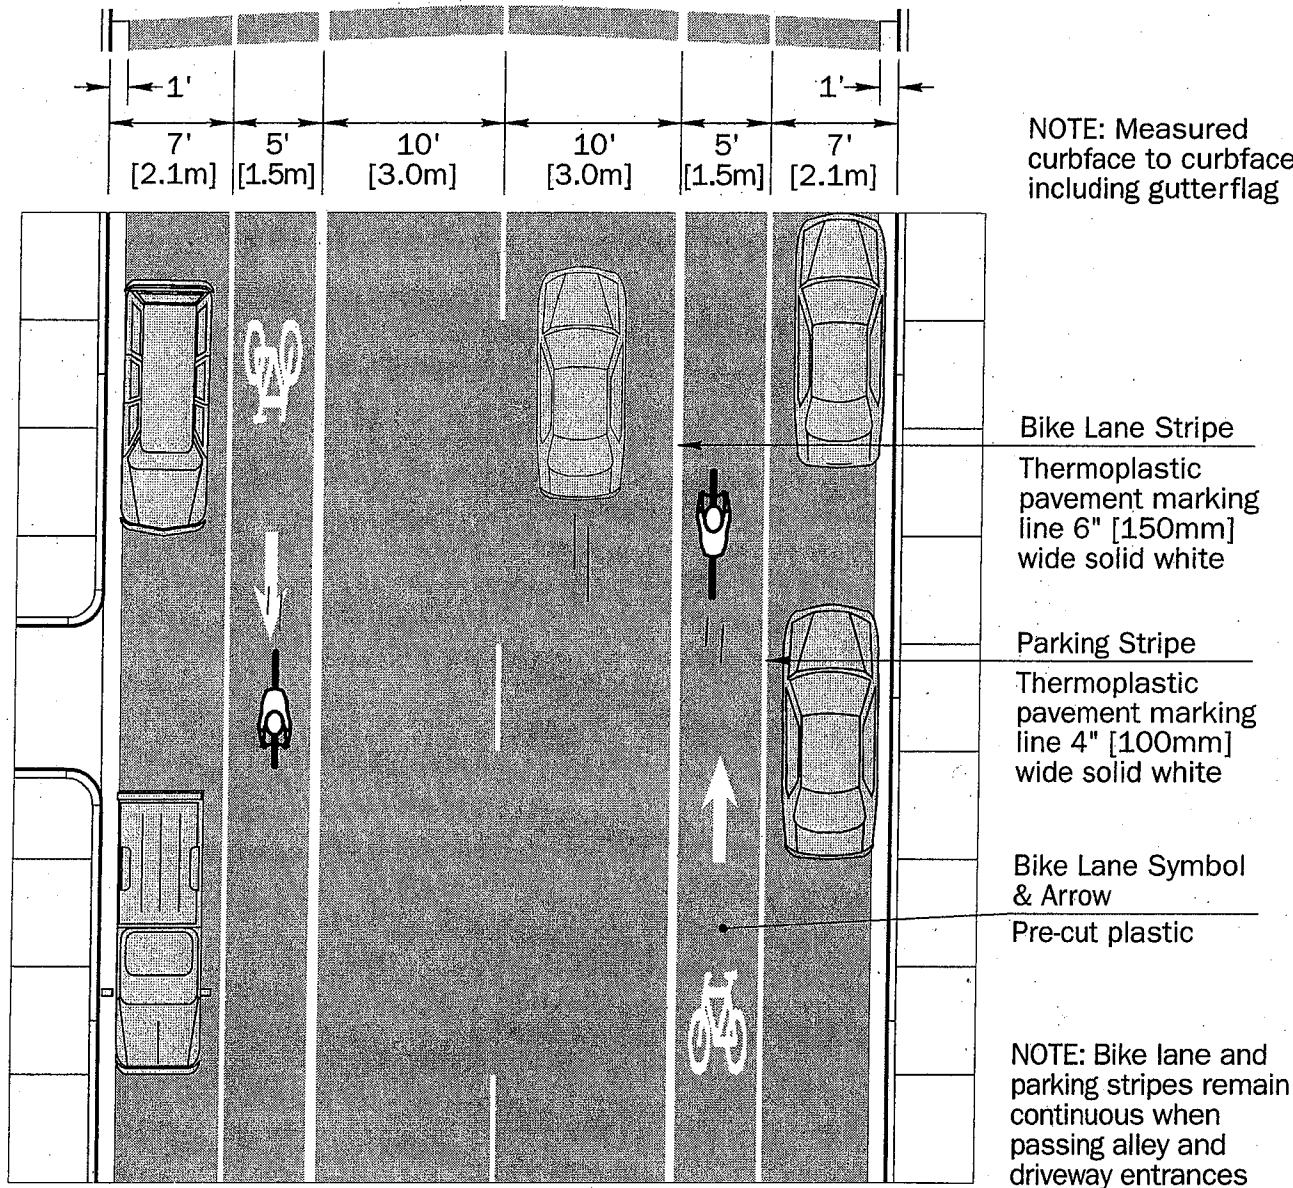 1' 1'
7' 5' 10' 10' 5' 7'
[2.1m] [1.5m] [3.0m] [3.0m] [1.5m] [2.1m]
NOTE: Measured
curbface to curbface
including gutterflag
Bike Lane Stripe
Thermoplastic
pavement marking
line 6" [150mm]
wide solid white
Parking Stripe
Thermoplastic
pavement marking
line 4" [100mm]
wide solid white
Bike Lane Symbol
& Arrow
Pre-cut plastic
NOTE: Bike lane and
parking stripes remain
continuous when
passing alley and
driveway entrances